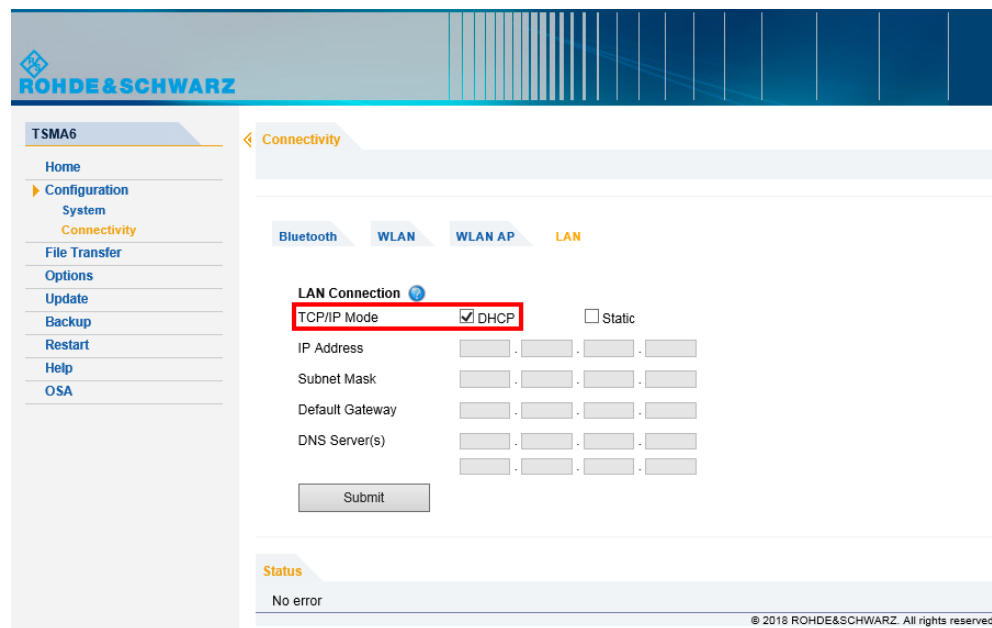 ROHDE&SCHWARZ
TSMA6
Home
Configuration
System
Connectivity
File Transfer
Options
Update
Backup
Restart
Help
OSA
Connectivity
Bluetooth WLAN WLAN AP LAN
LAN Connection ?
TCP/IP Mode DHCP Static
IP Address . . .
Subnet Mask . . .
Default Gateway . . .
DNS Server(s) . . .
. . .
Submit
Status
No error
© 2018 ROHDE&SCHWARZ. All rights reserved